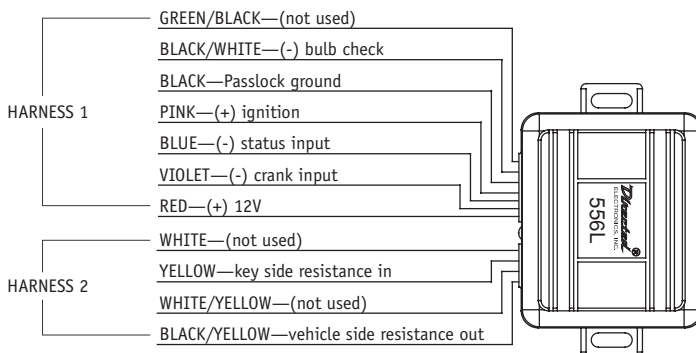 GREEN/BLACK—(not used)
BLACK/WHITE—(-) bulb check
BLACK—Passlock ground
HARNESS 1
PINK—(+) ignition
BLUE—(-) status input
VIOLET—(-) crank input
RED—(+) 12V
WHITE—(not used)
YELLOW—key side resistance in
HARNESS 2
WHITE/YELLOW—(not used)
BLACK/YELLOW—vehicle side resistance out
Directed®
ELECTRONICS, INC.
556L